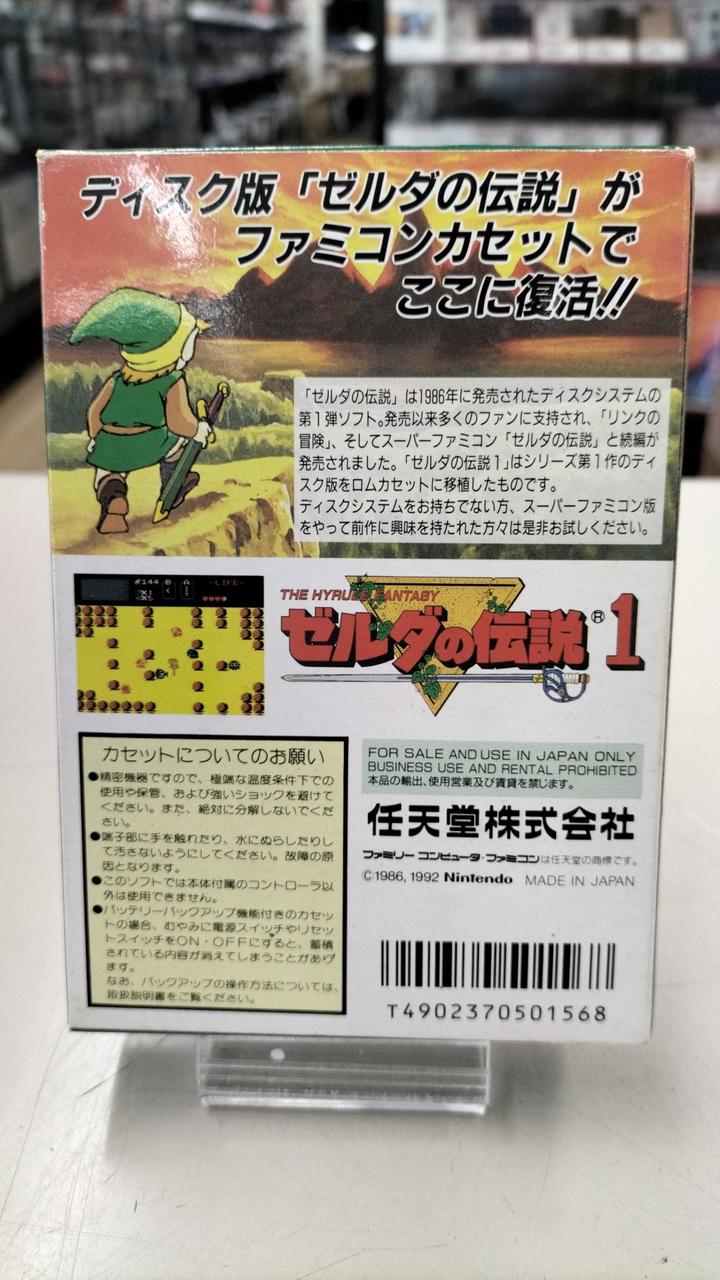 ディスク版「ゼルダの伝説」が
ファミコンカセットで
ここに復活!!
「ゼルダの伝説」は1986年に発売されたディスクシステムの
第1弾ソフト。発売以来多くのファンに支持され、「リンクの
冒険」、そしてスーパーファミコン「ゼルダの伝説」と続編が
発売されました。「ゼルダの伝説1」はシリーズ第1作のディ
スク版をロムカセットに移植したものです。
ディスクシステムをお持ちでない方、スーパーファミコン版
をやって前作に興味を持たれた方々は是非お試しください。
144 B A -LIFE-
X1
X5
THE HYRULE FANTASY
ゼルダの伝説®1
カセットについてのお願い
●精密機器ですので、極端な温度条件下での
使用や保管、および強いショックを避けて
ください。また、絶対に分解しないでくだ
さい。
●端子部に手を触れたり、水にぬらしたりし
て汚さないようにしてください。故障の原
因となります。
●このソフトでは本体付属のコントローラ以
外は使用できません。
●バッテリーバックアップ機能付きのカセッ
トの場合、むやみに電源スイッチやリセッ
トスイッチをON・OFFにすると、蓄積
されている内容が消えてしまうことがあり
ます。
なお、バックアップの操作方法については、
取扱説明書をご覧ください。
FOR SALE AND USE IN JAPAN ONLY
BUSINESS USE AND RENTAL PROHIBITED
本品の輸出、使用営業及び賃貸を禁じます。
任天堂株式会社
ファミリー コンピュータ・ファミコンは任天堂の商標です。
©1986, 1992 Nintendo MADE IN JAPAN
T4902370501568